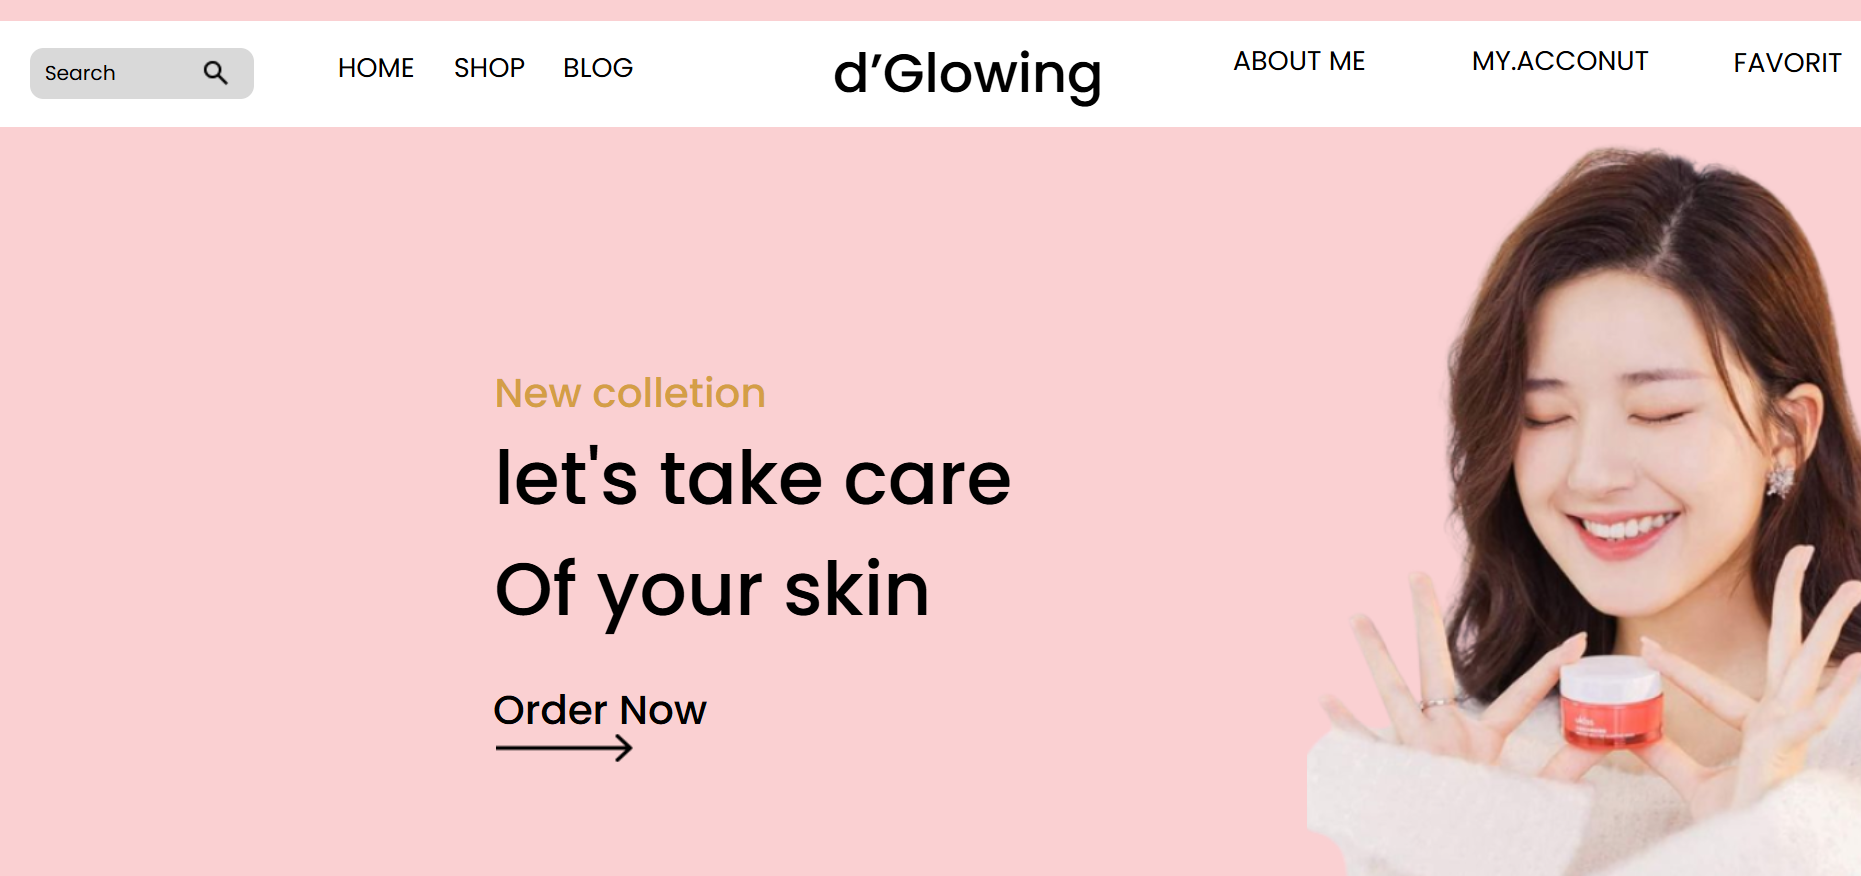 Search
HOME
SHOP
BLOG
d’Glowing
ABOUT ME
MY.ACCONUT
FAVORIT
New colletion
let's take care
Of your skin
Order Now